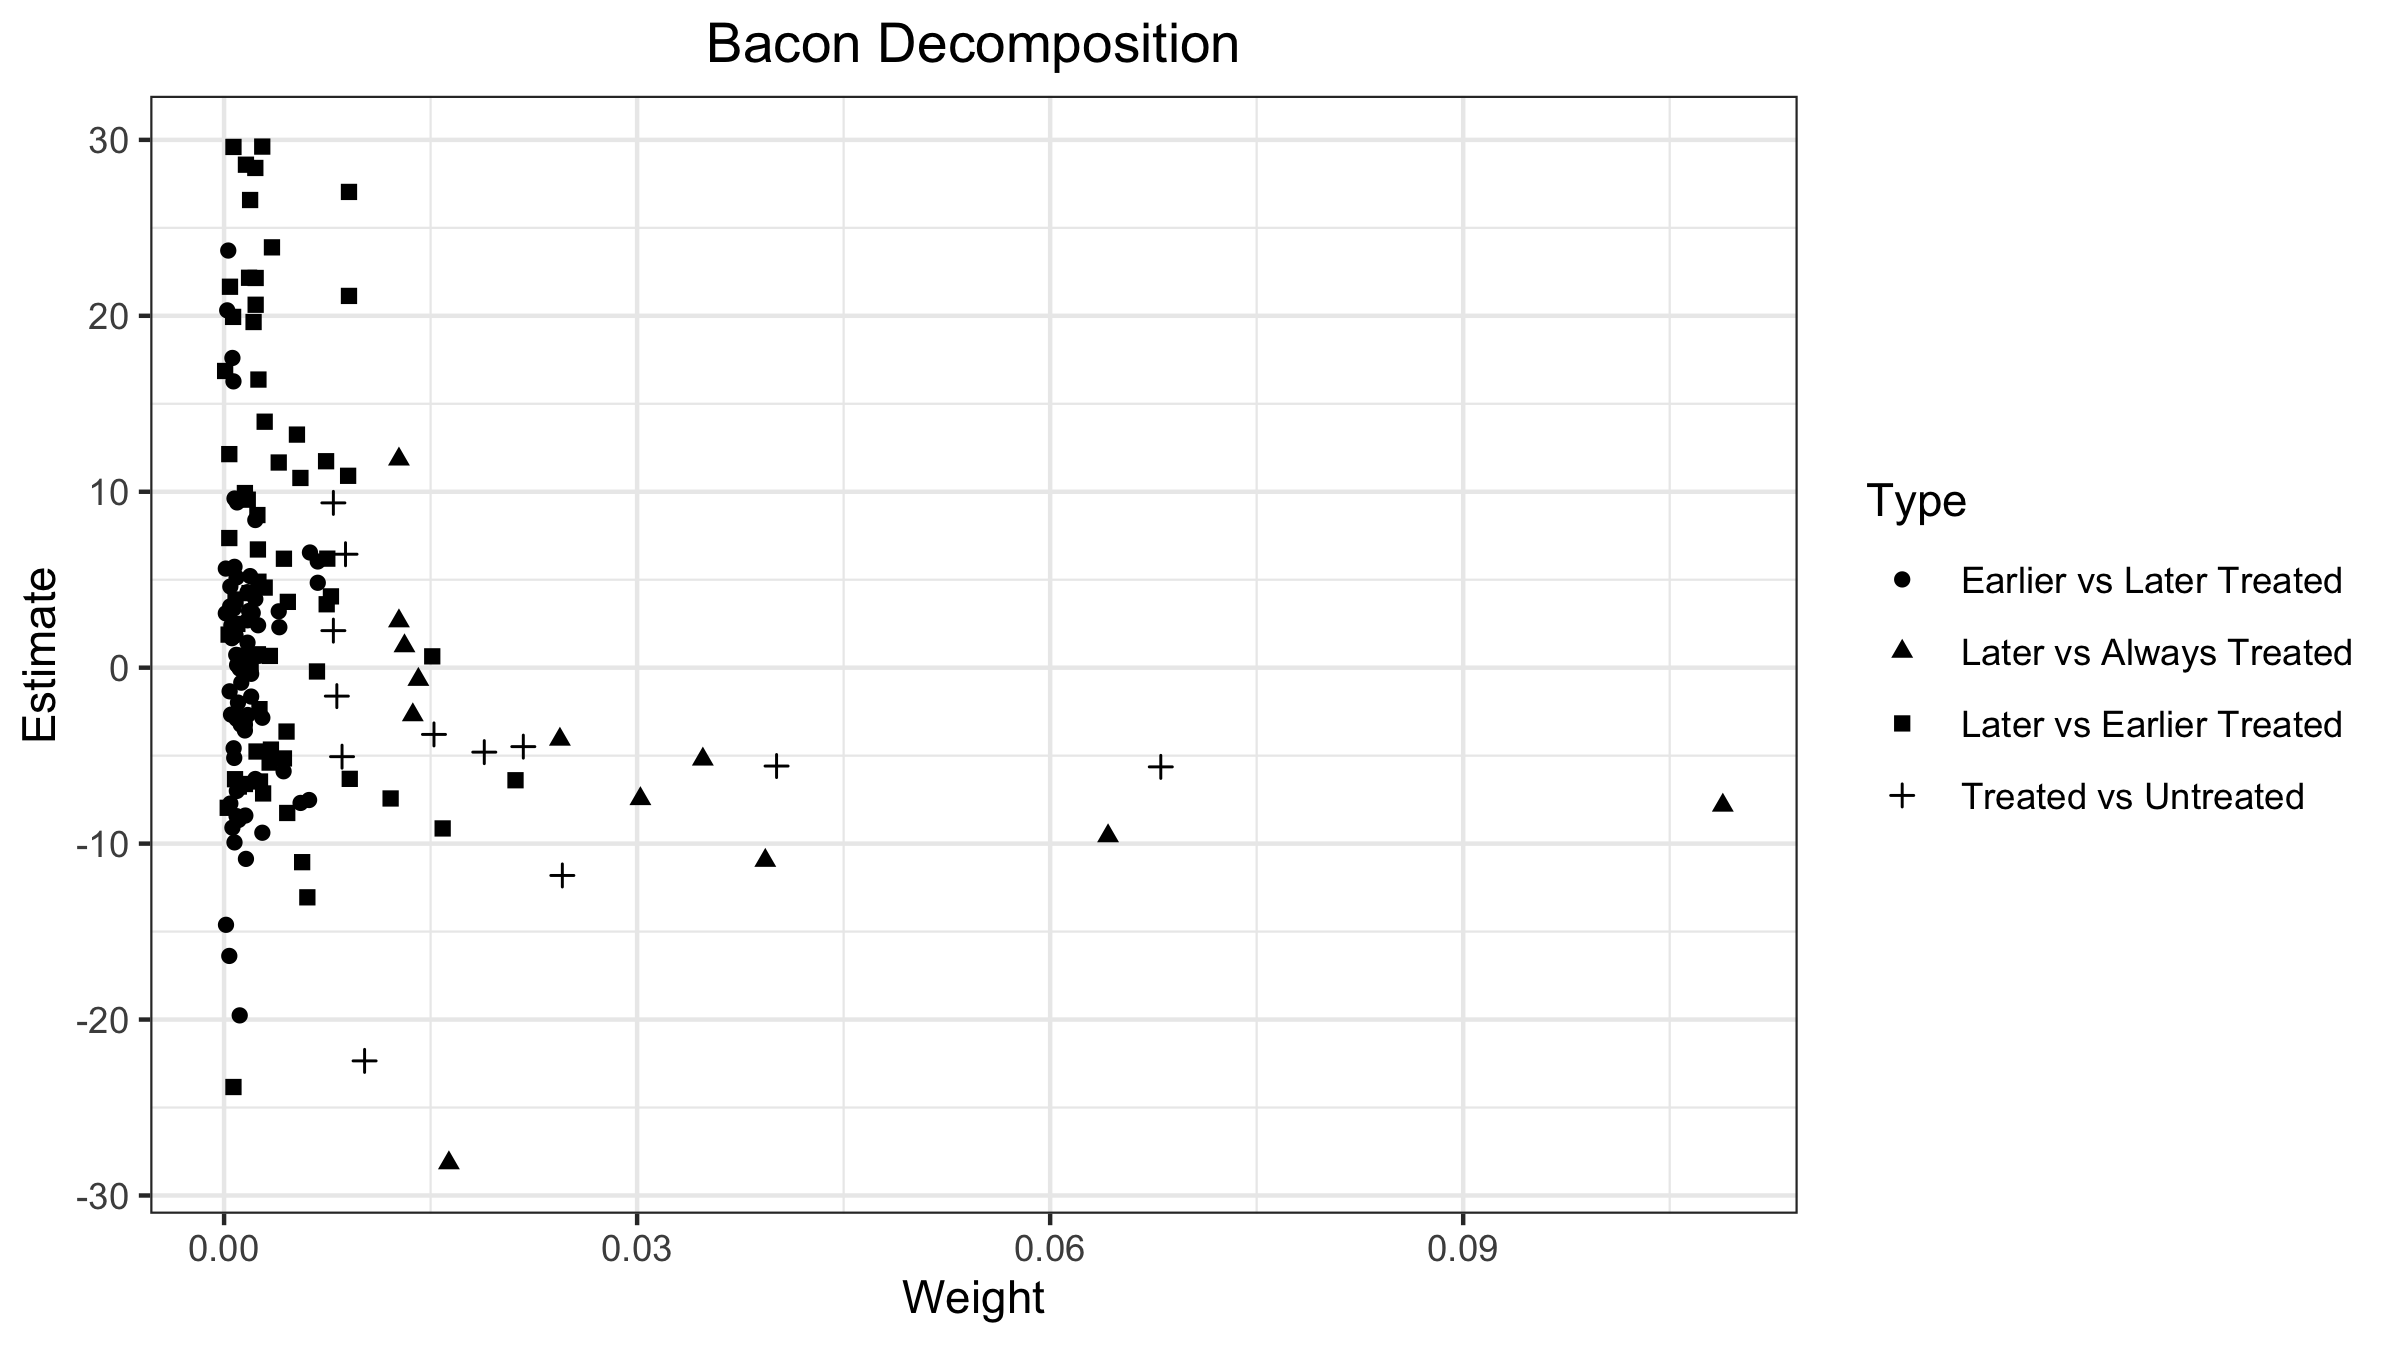 Bacon Decomposition
Estimate
30
20
10
0
-10
-20
-30
0.00
0.03
0.06
0.09
Weight
Type
Earlier vs Later Treated
Later vs Always Treated
Later vs Earlier Treated
Treated vs Untreated